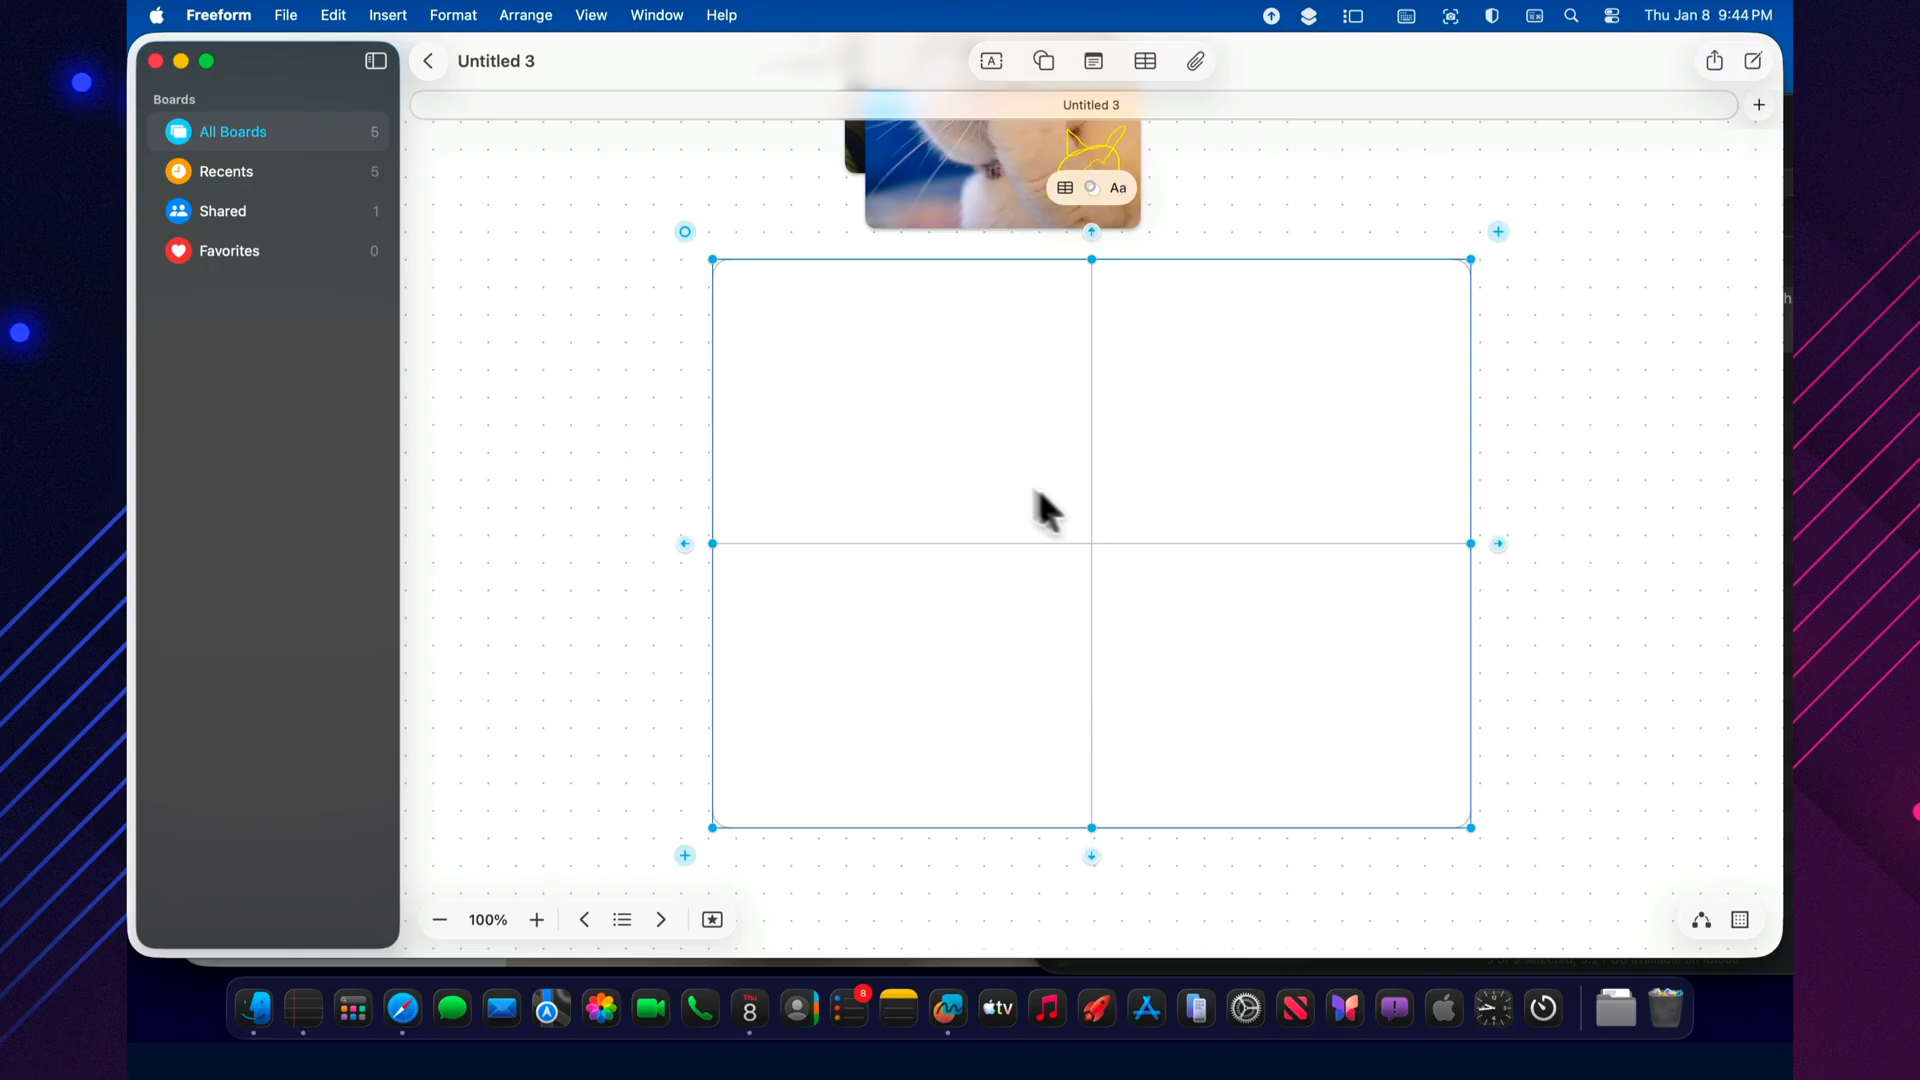 Freeform File Edit Insert Format Arrange View Window Help Thu Jan 8 9:44 PM
Untitled 3
A
Boards
Untitled 3
All Boards 5
Recents 5
Aa
Shared 1
Favorites 0
100%
8
Thu
8
tv